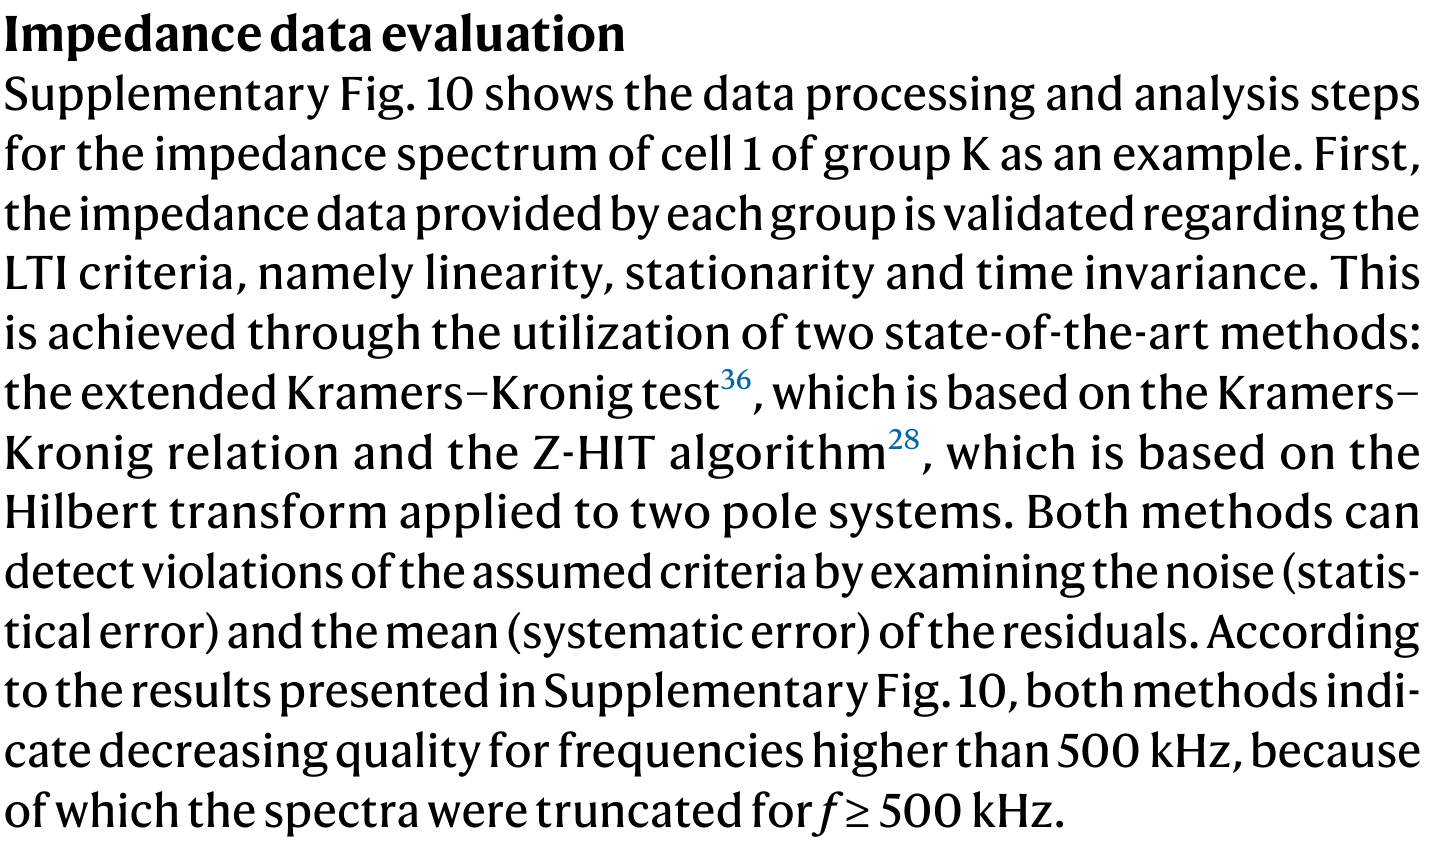 Impedance data evaluation
Supplementary Fig. 10 shows the data processing and analysis steps
for the impedance spectrum of cell 1 of group K as an example. First,
the impedance data provided by each group is validated regarding the
LTI criteria, namely linearity, stationarity and time invariance. This
is achieved through the utilization of two state-of-the-art methods:
the extended Kramers–Kronig test36, which is based on the Kramers–
Kronig relation and the Z-HIT algorithm28, which is based on the
Hilbert transform applied to two pole systems. Both methods can
detect violations of the assumed criteria by examining the noise (statis-
tical error) and the mean (systematic error) of the residuals. According
to the results presented in Supplementary Fig. 10, both methods indi-
cate decreasing quality for frequencies higher than 500 kHz, because
of which the spectra were truncated for f ≥ 500 kHz.